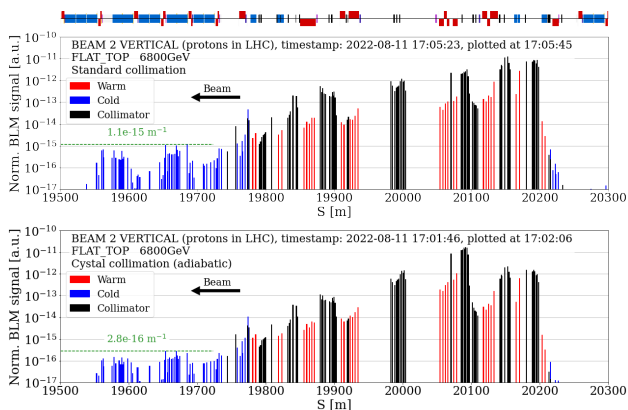 10⁻¹⁰
10⁻¹¹
10⁻¹²
10⁻¹³
10⁻¹⁴
10⁻¹⁵
10⁻¹⁶
10⁻¹⁷
Norm. BLM signal [a.u.]
BEAM 2 VERTICAL (protons in LHC), timestamp: 2022-08-11 17:05:23, plotted at 17:05:45
FLAT_TOP 6800GeV
Standard collimation
Warm
Cold
Collimator
Beam
1.1e-15 m⁻¹
19500 19600 19700 19800 19900 20000 20100 20200 20300
S [m]
10⁻¹⁰
10⁻¹¹
10⁻¹²
10⁻¹³
10⁻¹⁴
10⁻¹⁵
10⁻¹⁶
10⁻¹⁷
Norm. BLM signal [a.u.]
BEAM 2 VERTICAL (protons in LHC), timestamp: 2022-08-11 17:01:46, plotted at 17:02:06
FLAT_TOP 6800GeV
Cystal collimation (adiabatic)
Warm
Cold
Collimator
Beam
2.8e-16 m⁻¹
19500 19600 19700 19800 19900 20000 20100 20200 20300
S [m]